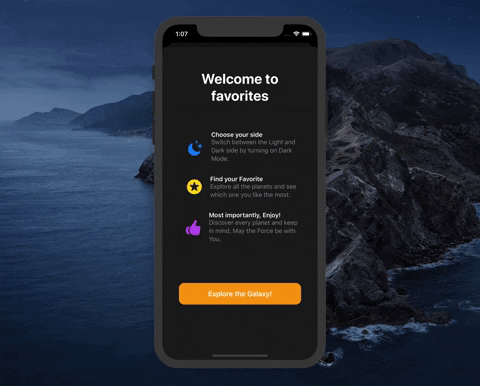 1:07
Welcome to
favorites
Choose your side
Switch between the Light and
Dark side by turning on Dark
Mode.
Find your Favorite
Explore all the planets and see
which one you like the most.
Most importantly, Enjoy!
Discover every planet and keep
in mind, May the Force be with
You.
Explore the Galaxy!